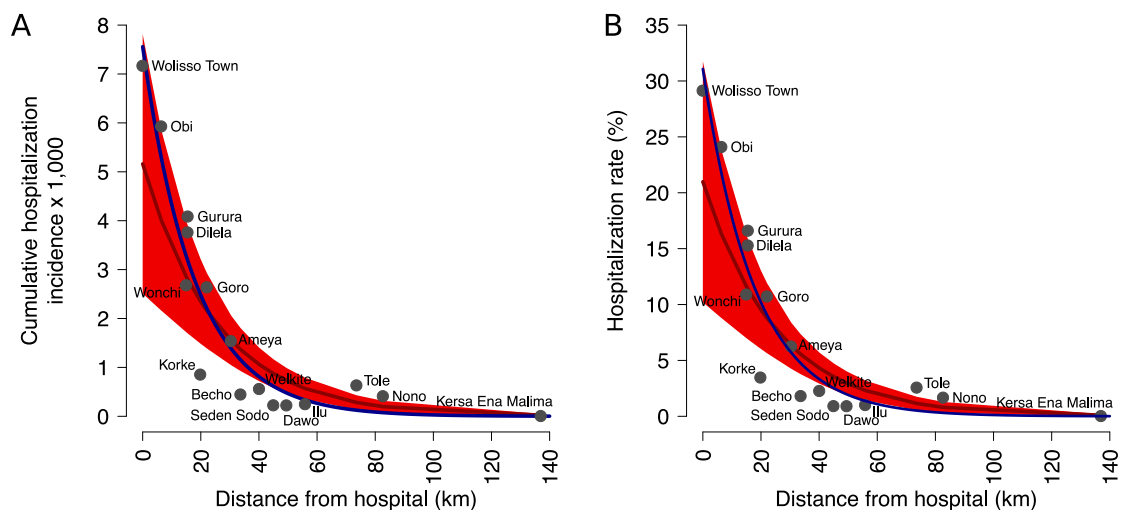 A
Cumulative hospitalization
incidence x 1,000
8
7
6
5
4
3
2
1
0
Wolisso Town
Obi
Gurura
Dilela
Wonchi
Goro
Ameya
Korke
Welkite
Becho
Tole
Nono
Seden Sodo
Ilu
Dawo
Kersa Ena Malima
0
20
40
60
80
100
120
140
Distance from hospital (km)
B
Hospitalization rate (%)
35
30
25
20
15
10
5
0
Wolisso Town
Obi
Gurura
Dilela
Wonchi
Goro
Ameya
Korke
Welkite
Becho
Tole
Nono
Seden Sodo
Ilu
Dawo
Kersa Ena Malima
0
20
40
60
80
100
120
140
Distance from hospital (km)